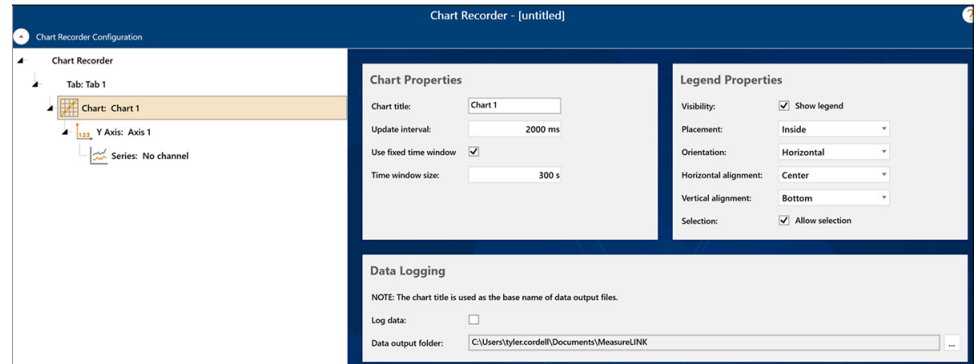 Chart Recorder - [untitled]
?
Chart Recorder Configuration
Chart Recorder
Tab: Tab 1
Chart: Chart 1
1.2.3.. Y Axis: Axis 1
Series: No channel
Chart Properties
Chart title: Chart 1
Update interval: 2000 ms
Use fixed time window
Time window size: 300 s
Legend Properties
Visibility: Show legend
Placement: Inside
Orientation: Horizontal
Horizontal alignment: Center
Vertical alignment: Bottom
Selection: Allow selection
Data Logging
NOTE: The chart title is used as the base name of data output files.
Log data:
Data output folder: C:\Users\tyler.cordell\Documents\MeasureLINK ...